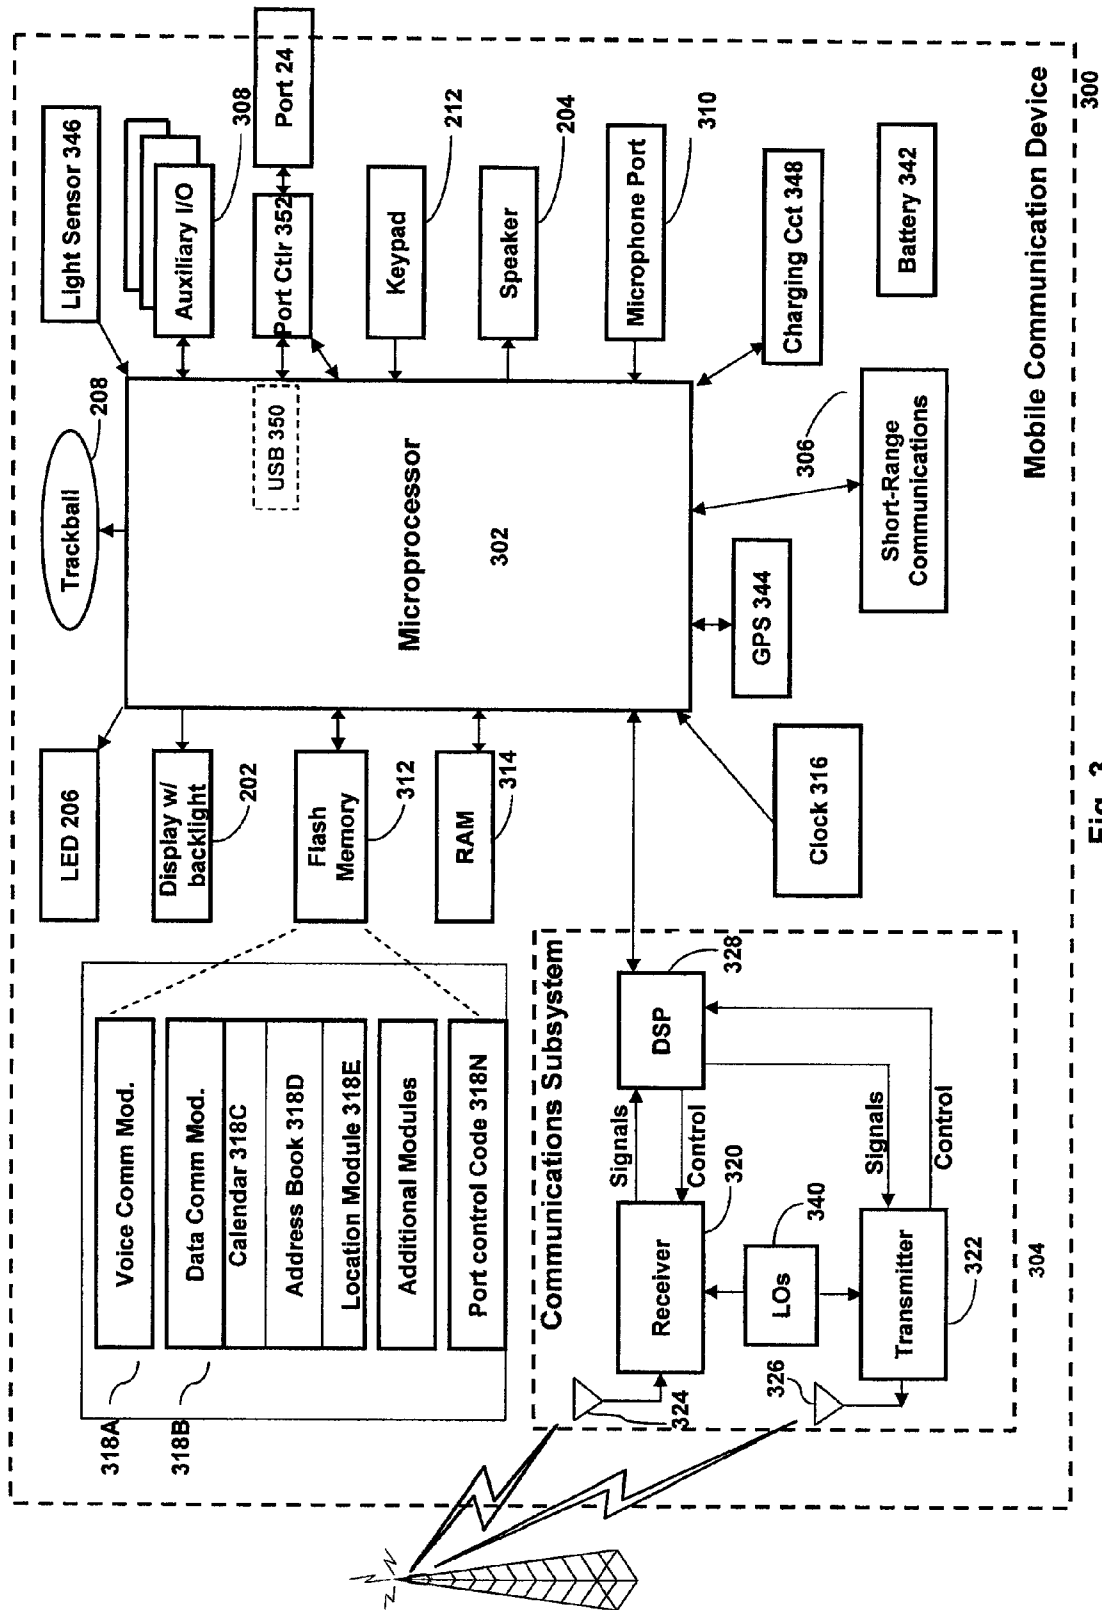 LED 206
Trackball
208
Light Sensor 346
Display w/
backlight
202
Auxiliary I/O
308
Flash
Memory
312
USB 350
Port Ctlr 352
Port 24
RAM
314
Keypad
212
Microprocessor
302
Speaker
204
Microphone Port
310
318A
Voice Comm Mod.
318B
Data Comm Mod.
Calendar 318C
Address Book 318D
Location Module 318E
Additional Modules
Port control Code 318N
Communications Subsystem
324
Receiver
320
Signals
Control
DSP
328
LOs
340
326
Transmitter
322
Signals
Control
304
Clock 316
GPS 344
Short-Range
Communications
306
Charging Cct 348
Battery 342
Mobile Communication Device
300